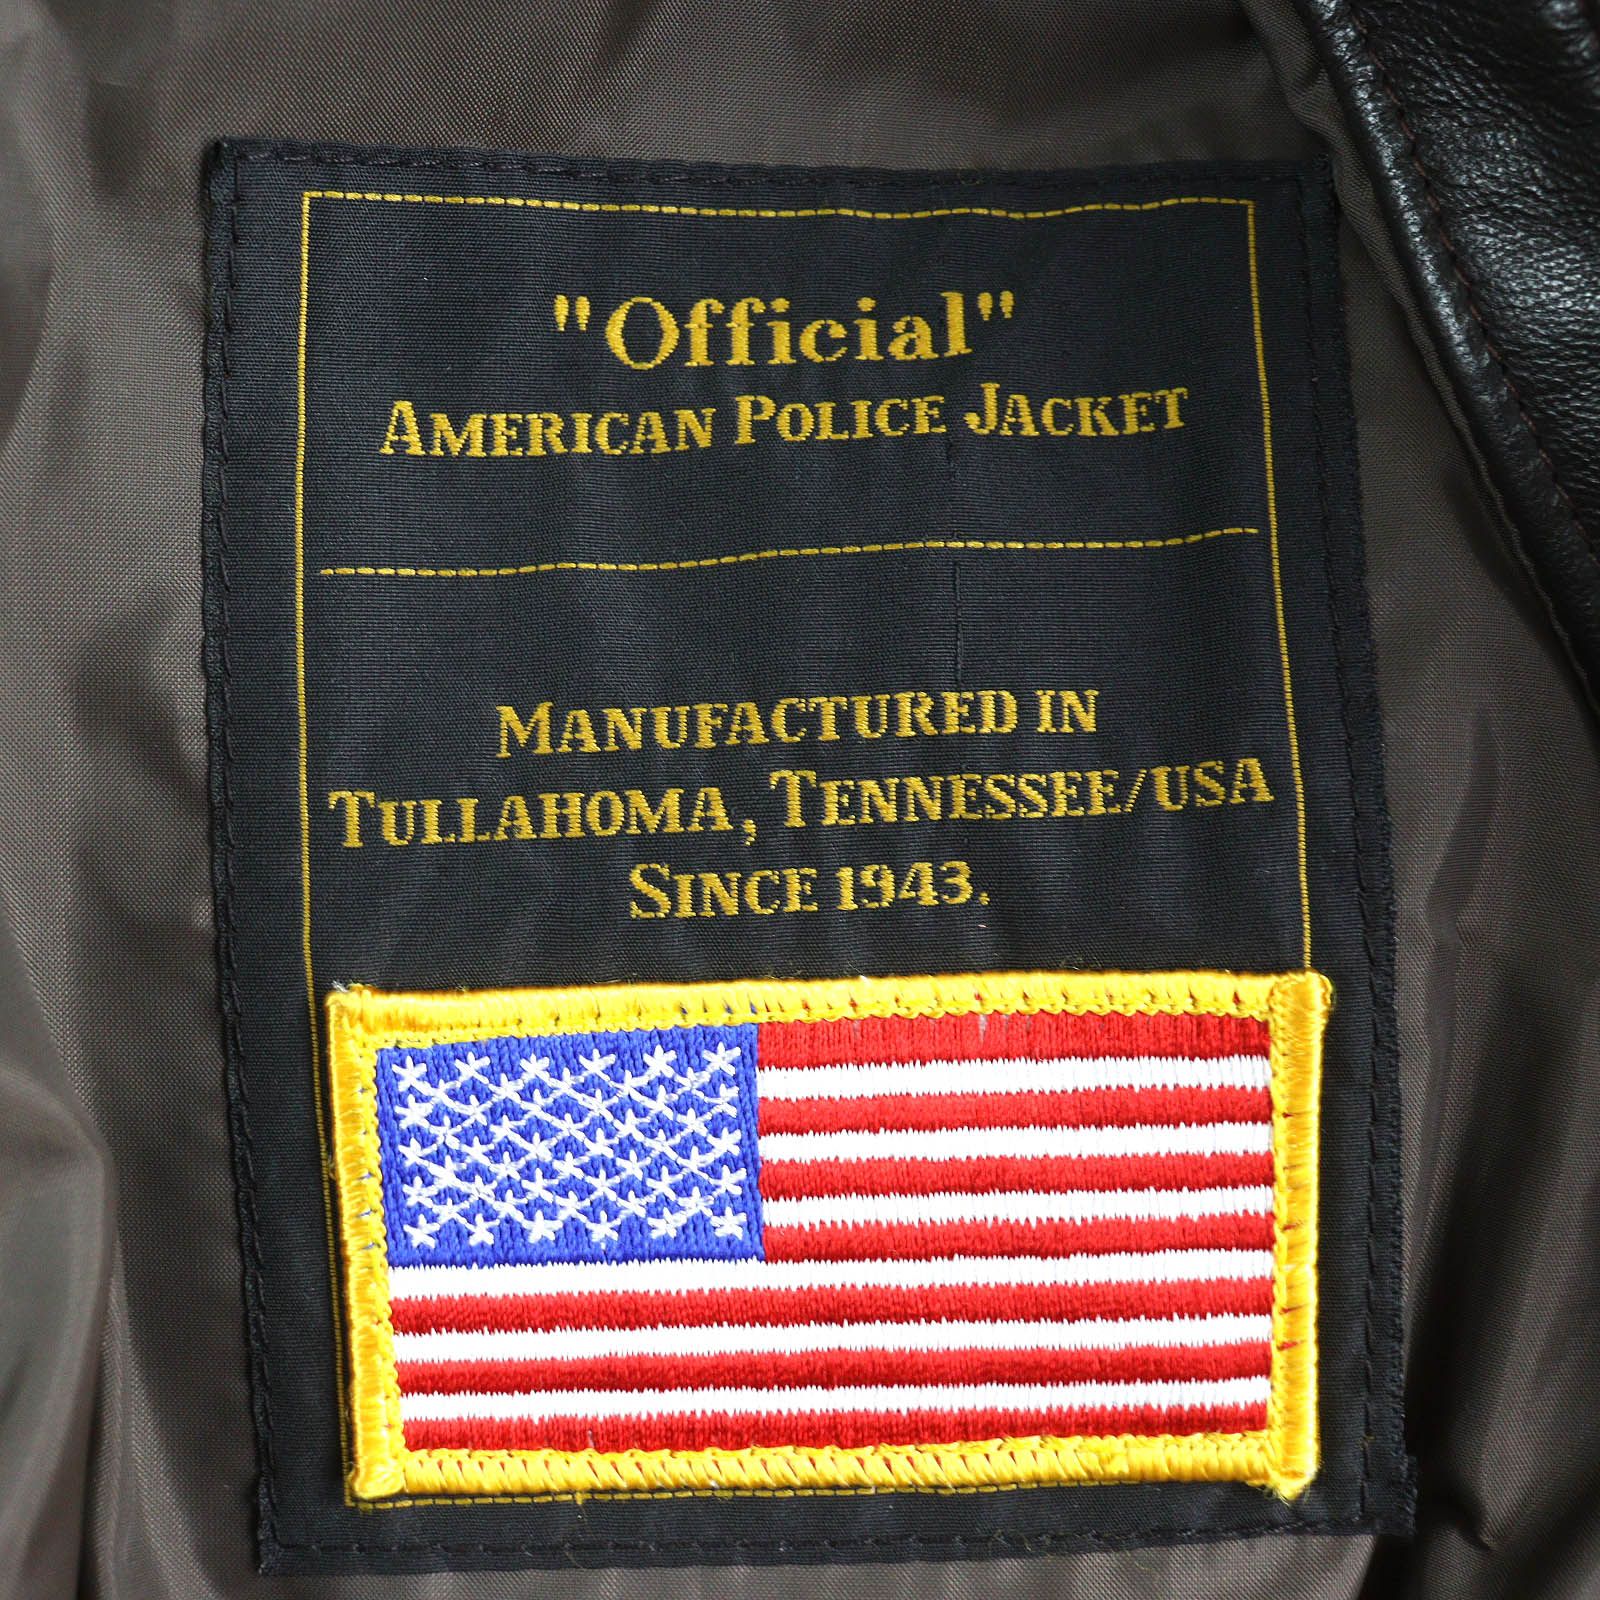 "Official"
AMERICAN POLICE JACKET
MANUFACTURED IN
TULLAHOMA, TENNESSEE/USA
SINCE 1943.